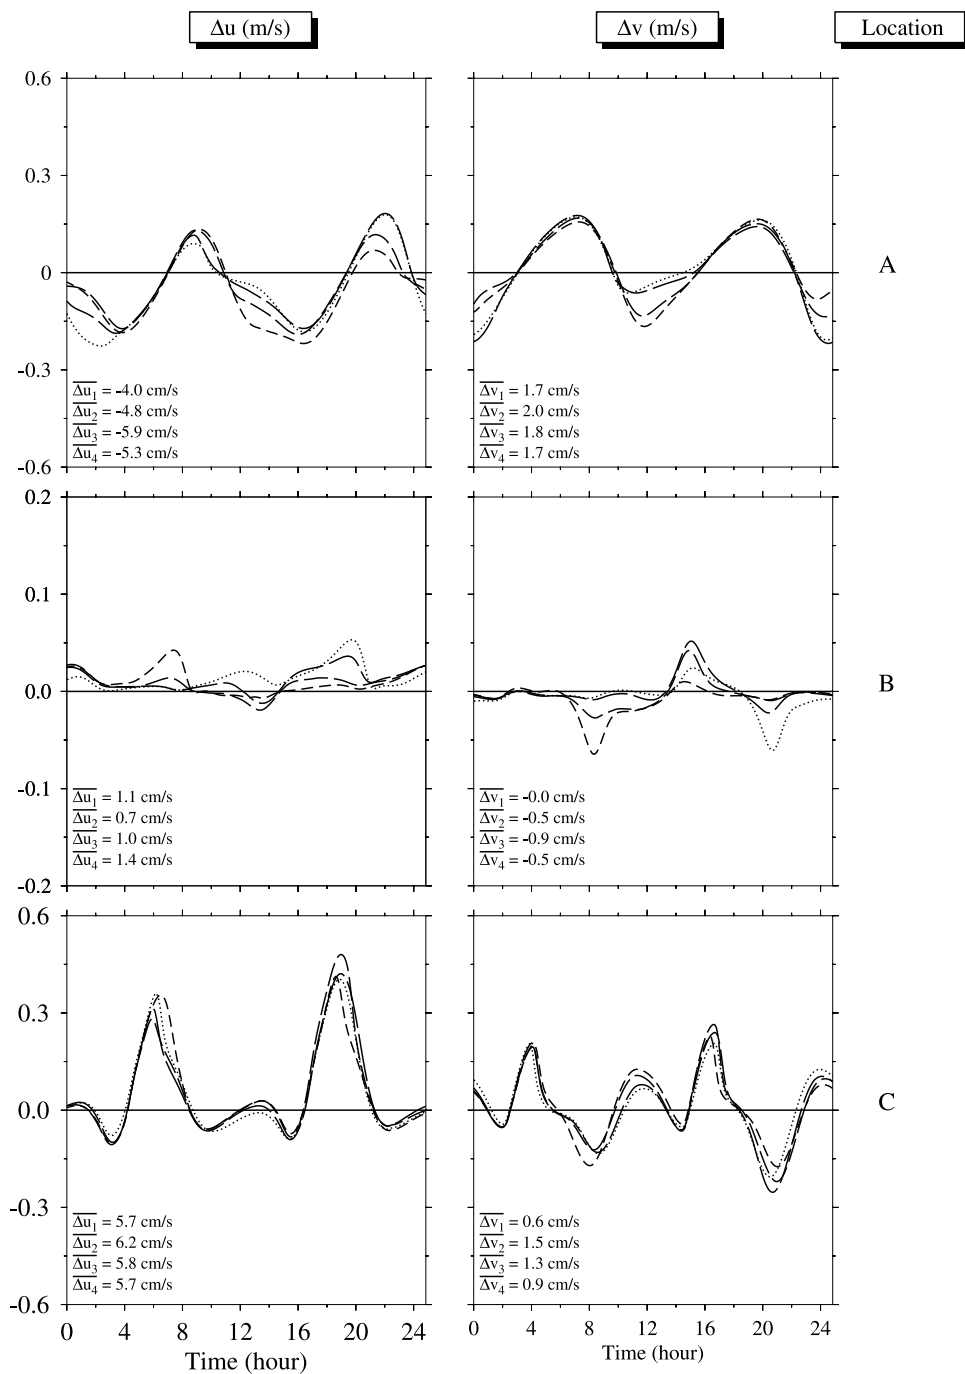 Δu (m/s)
Δv (m/s)
Location
0.6
0.3
0
-0.3
-0.6
Δu1 = -4.0 cm/s
Δu2 = -4.8 cm/s
Δu3 = -5.9 cm/s
Δu4 = -5.3 cm/s
Δv1 = 1.7 cm/s
Δv2 = 2.0 cm/s
Δv3 = 1.8 cm/s
Δv4 = 1.7 cm/s
A
0.2
0.1
0.0
-0.1
-0.2
Δu1 = 1.1 cm/s
Δu2 = 0.7 cm/s
Δu3 = 1.0 cm/s
Δu4 = 1.4 cm/s
Δv1 = -0.0 cm/s
Δv2 = -0.5 cm/s
Δv3 = -0.9 cm/s
Δv4 = -0.5 cm/s
B
0.6
0.3
0.0
-0.3
-0.6
Δu1 = 5.7 cm/s
Δu2 = 6.2 cm/s
Δu3 = 5.8 cm/s
Δu4 = 5.7 cm/s
Δv1 = 0.6 cm/s
Δv2 = 1.5 cm/s
Δv3 = 1.3 cm/s
Δv4 = 0.9 cm/s
C
0 4 8 12 16 20 24
Time (hour)
0 4 8 12 16 20 24
Time (hour)